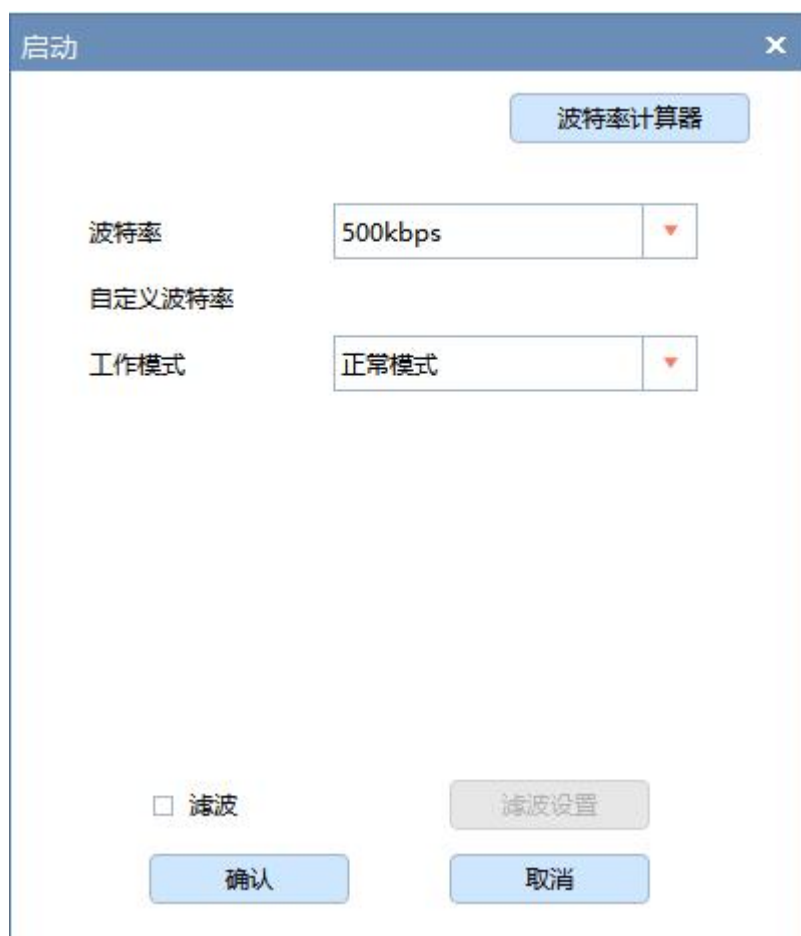 启动
波特率计算器
波特率 500kbps
自定义波特率
工作模式 正常模式
滤波 滤波设置
确认 取消